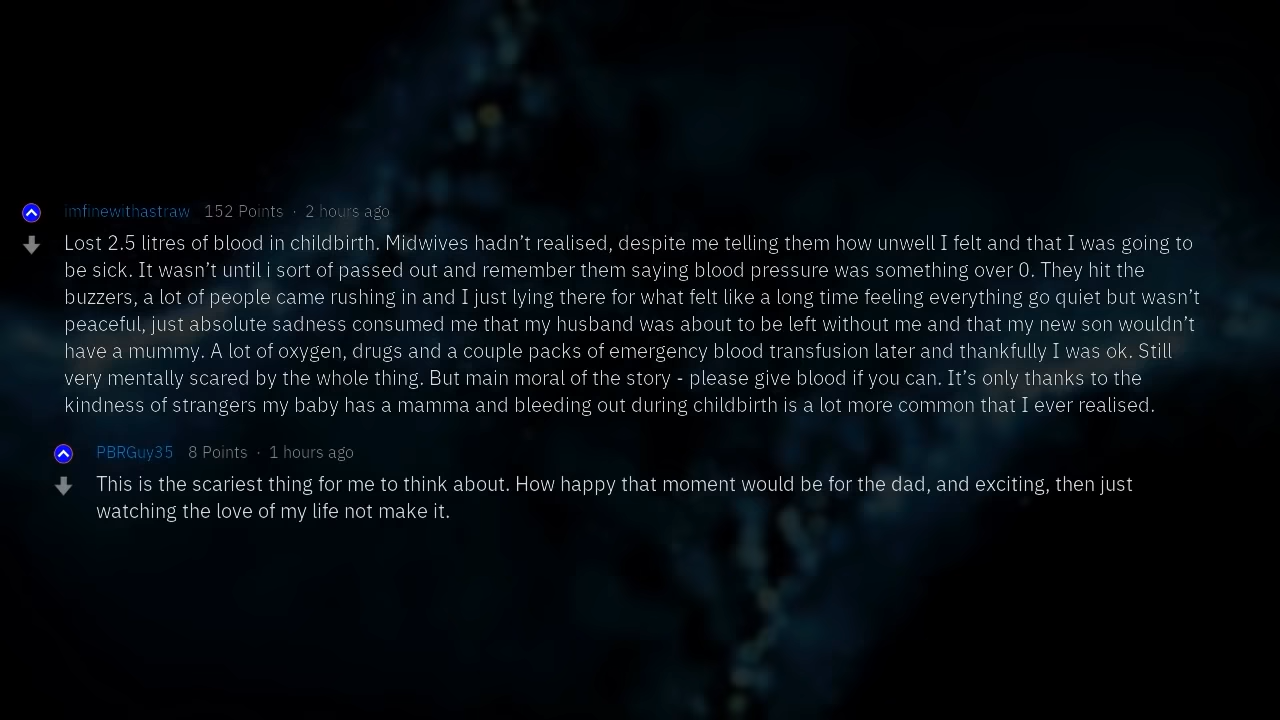 imfinewithastraw 152 Points · 2 hours ago
Lost 2.5 litres of blood in childbirth. Midwives hadn’t realised, despite me telling them how unwell I felt and that I was going to
be sick. It wasn’t until i sort of passed out and remember them saying blood pressure was something over 0. They hit the
buzzers, a lot of people came rushing in and I just lying there for what felt like a long time feeling everything go quiet but wasn’t
peaceful, just absolute sadness consumed me that my husband was about to be left without me and that my new son wouldn’t
have a mummy. A lot of oxygen, drugs and a couple packs of emergency blood transfusion later and thankfully I was ok. Still
very mentally scared by the whole thing. But main moral of the story - please give blood if you can. It’s only thanks to the
kindness of strangers my baby has a mamma and bleeding out during childbirth is a lot more common that I ever realised.
PBRGuy35 8 Points · 1 hours ago
This is the scariest thing for me to think about. How happy that moment would be for the dad, and exciting, then just
watching the love of my life not make it.